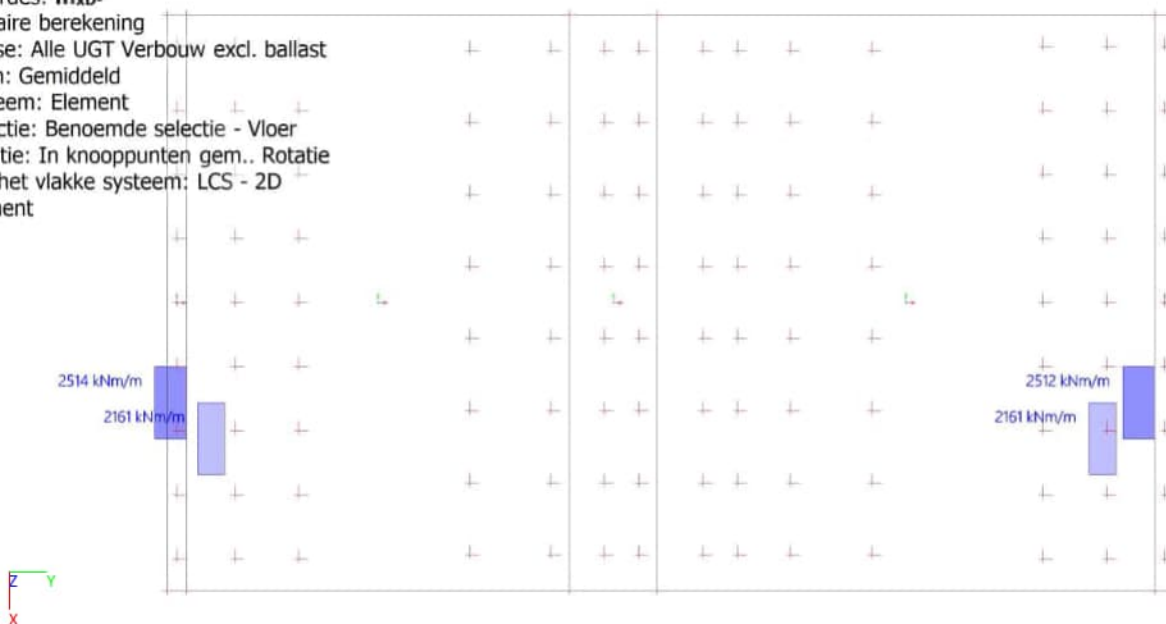 aire berekening
se: Alle UGT Verbouw excl. ballast
n: Gemiddeld
eem: Element
ctie: Benoemde selectie - Vloer
tie: In knooppunten gem.. Rotatie
het vlakke systeem: LCS - 2D
ment
2514 kNm/m
2161 kNm/m
2512 kNm/m
2161 kNm/m
Z Y
X